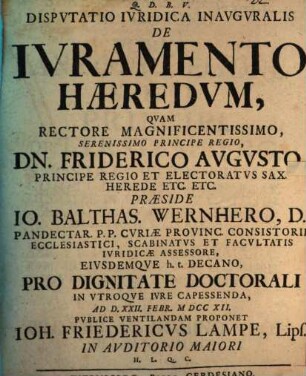 Q. D. B. V.
DISPVTATIO IVRIDICA INAVGVRALIS
DE
IVRAMENTO
HÆREDVM,
QVAM
RECTORE MAGNIFICENTISSIMO,
SERENISSIMO PRINCIPE REGIO,
DN. FRIDERICO AVGVSTO
PRINCIPE REGIO ET ELECTORATVS SAX.
HEREDE ETC. ETC.
PRÆSIDE
IO. BALTHAS. WERNHERO, D.
PANDECTAR. P.P. CVRIÆ PROVINC. CONSISTORII
ECCLESIASTICI, SCABINATVS ET FACVLTATIS
IVRIDICÆ ASSESSORE,
EIVSDEMQVE h. t. DECANO,
PRO DIGNITATE DOCTORALI
IN VTROQVE IVRE CAPESSENDA,
AD D. XXII. FEBR. M DCC XII.
PVBLICE VENTILANDAM PROPONET
IOH. FRIEDERICVS LAMPE, Lipſ.
IN AVDITORIO MAIORI
H. L. Q. C.
GERDESIANO.